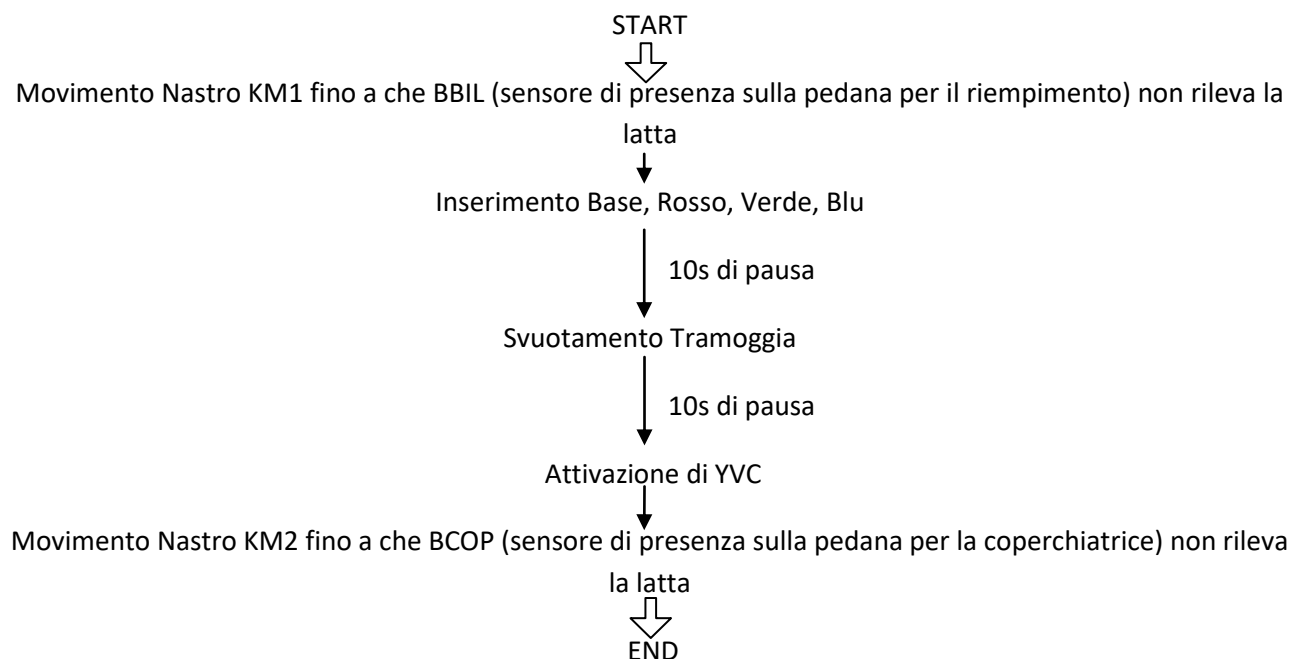 START
Movimento Nastro KM1 fino a che BBIL (sensore di presenza sulla pedana per il riempimento) non rileva la
latta
Inserimento Base, Rosso, Verde, Blu
10s di pausa
Svuotamento Tramoggia
10s di pausa
Attivazione di YVC
Movimento Nastro KM2 fino a che BCOP (sensore di presenza sulla pedana per la coperchiatrice) non rileva
la latta
END